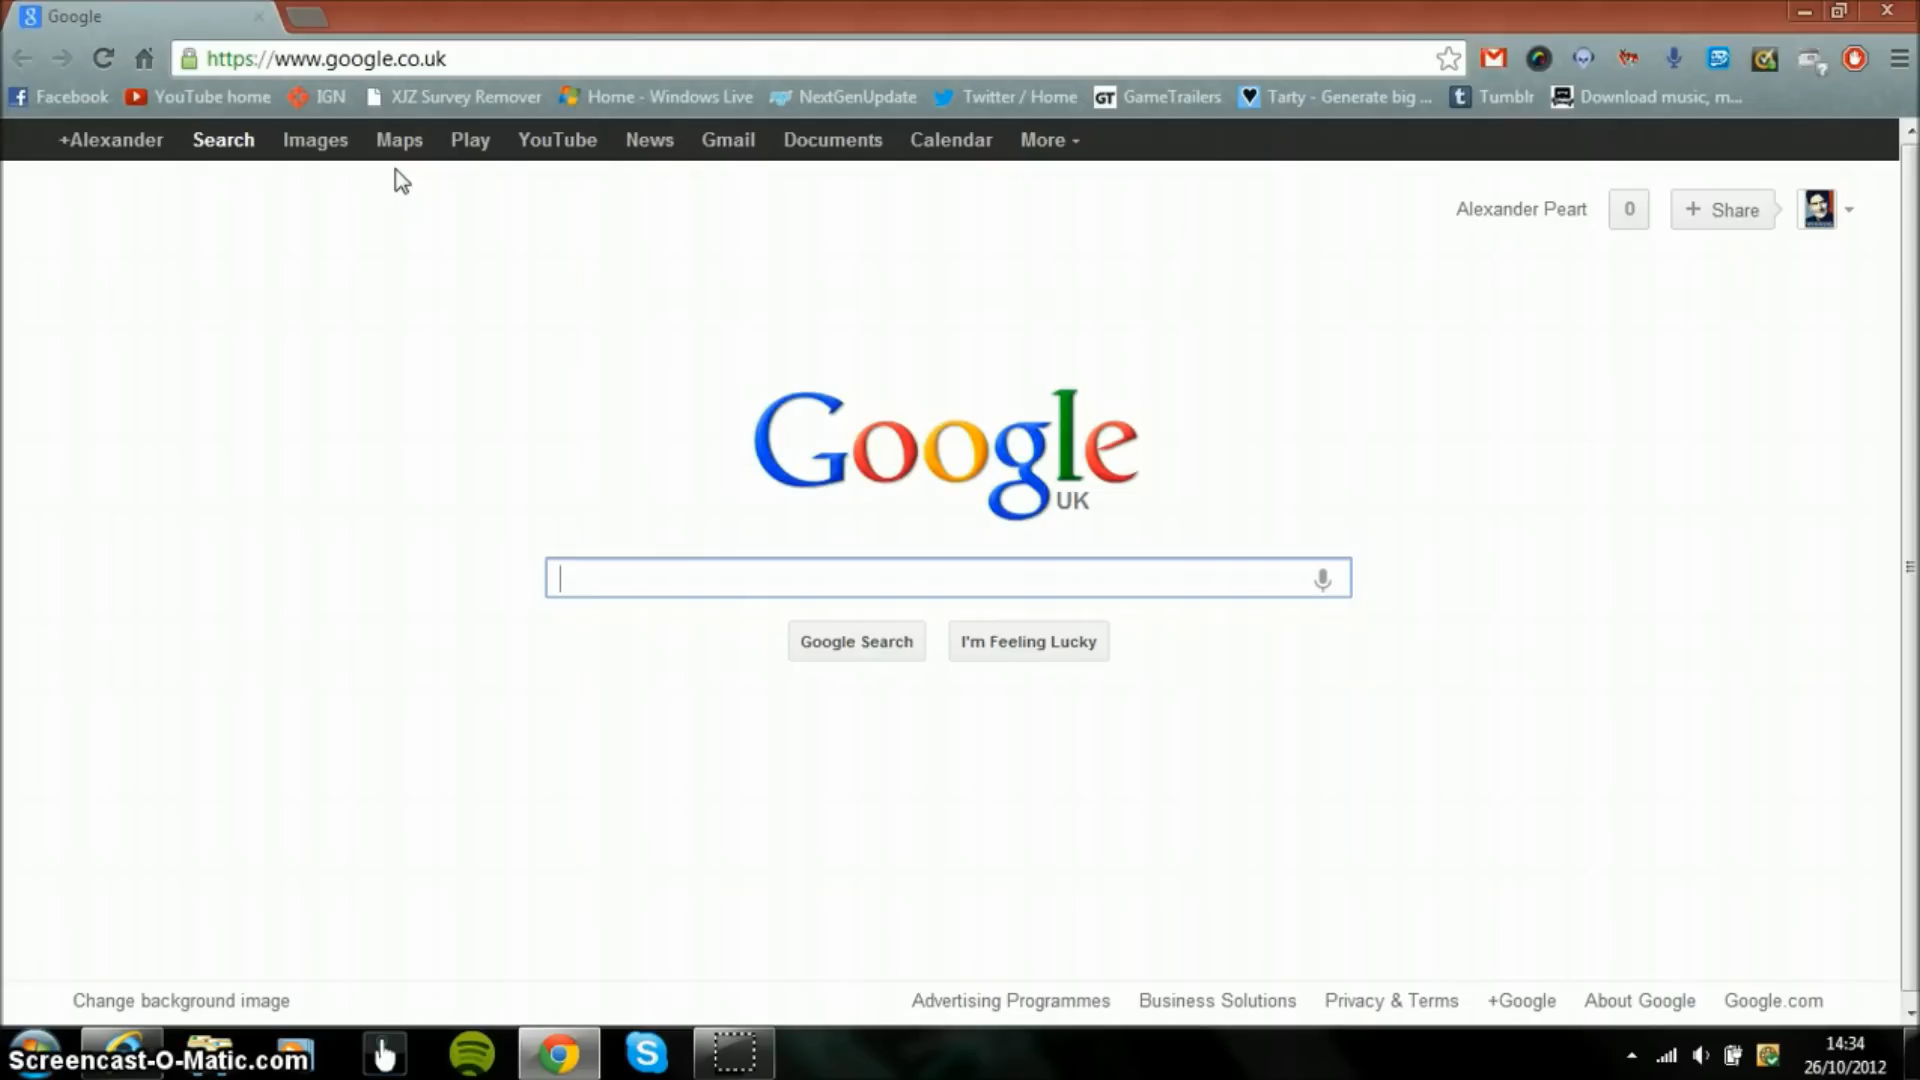 Google
https://www.google.co.uk
Facebook YouTube home IGN XJZ Survey Remover Home - Windows Live NextGenUpdate Twitter / Home GT GameTrailers Tarty - Generate big ... Tumblr Download music, m...
+Alexander Search Images Maps Play YouTube News Gmail Documents Calendar More
Alexander Peart 0 + Share
Google
UK
Google Search I'm Feeling Lucky
Change background image Advertising Programmes Business Solutions Privacy & Terms +Google About Google Google.com
Screencast-O-Matic.com
14:34
26/10/2012